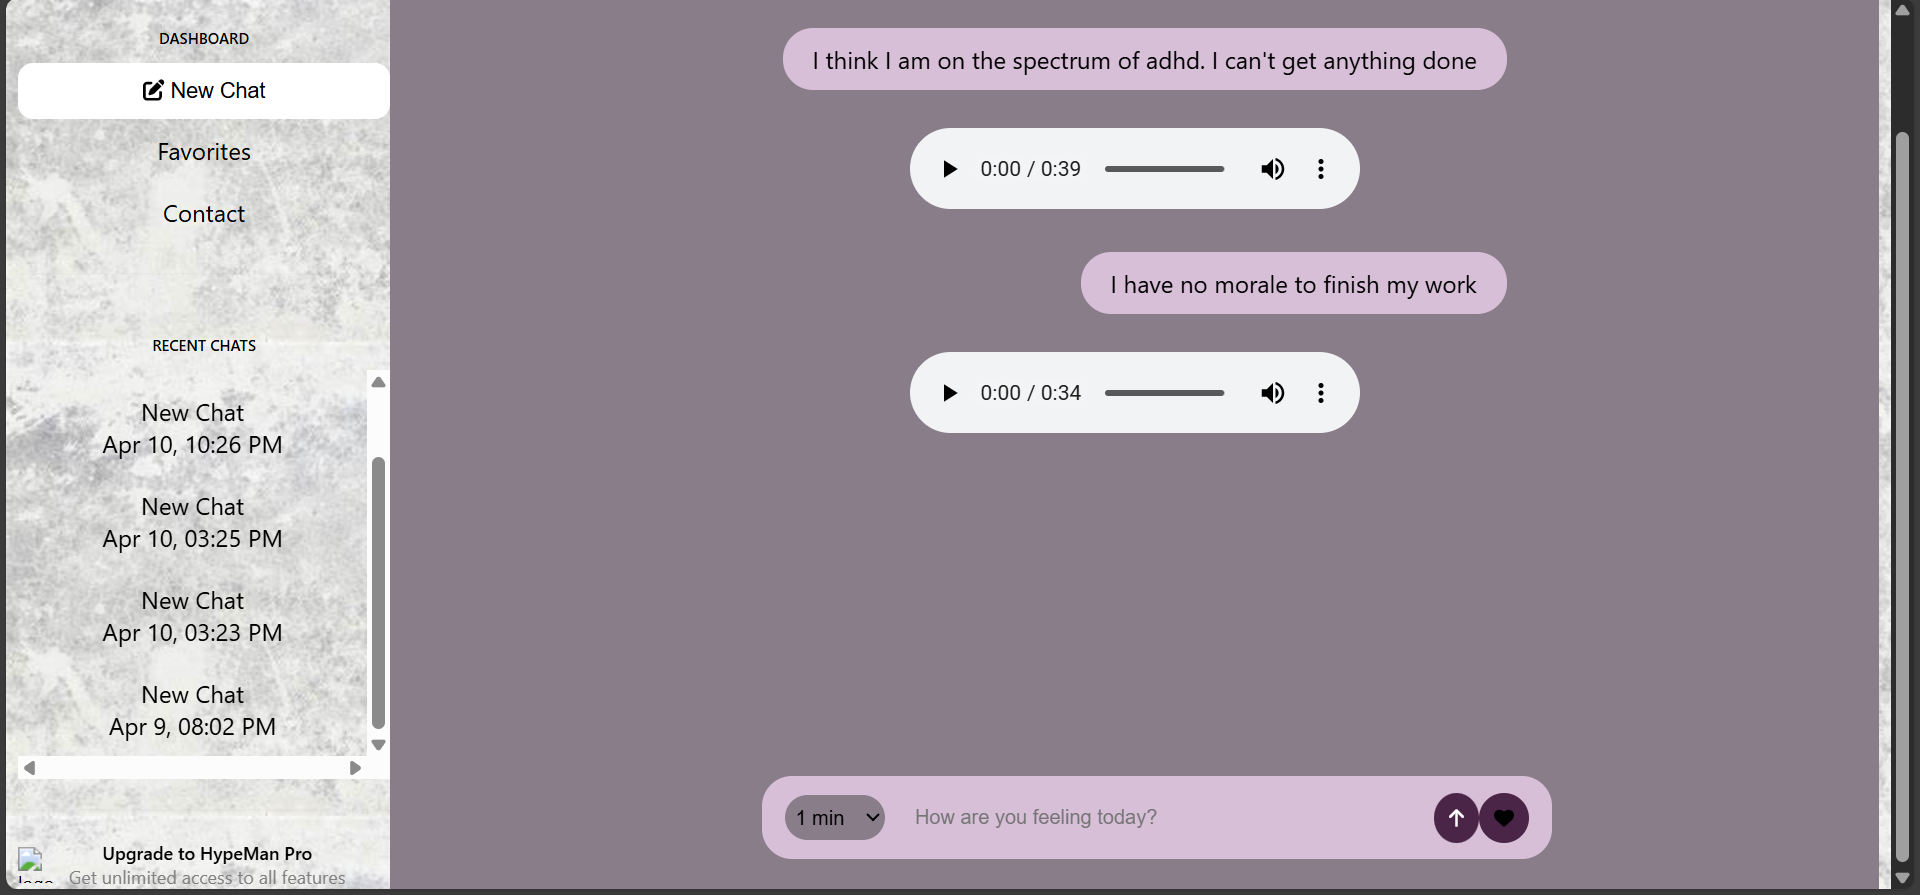 DASHBOARD
New Chat
Favorites
Contact
RECENT CHATS
New Chat
Apr 10, 10:26 PM
New Chat
Apr 10, 03:25 PM
New Chat
Apr 10, 03:23 PM
New Chat
Apr 9, 08:02 PM
Upgrade to HypeMan Pro
Get unlimited access to all features
I think I am on the spectrum of adhd. I can't get anything done
0:00 / 0:39
I have no morale to finish my work
0:00 / 0:34
1 min
How are you feeling today?